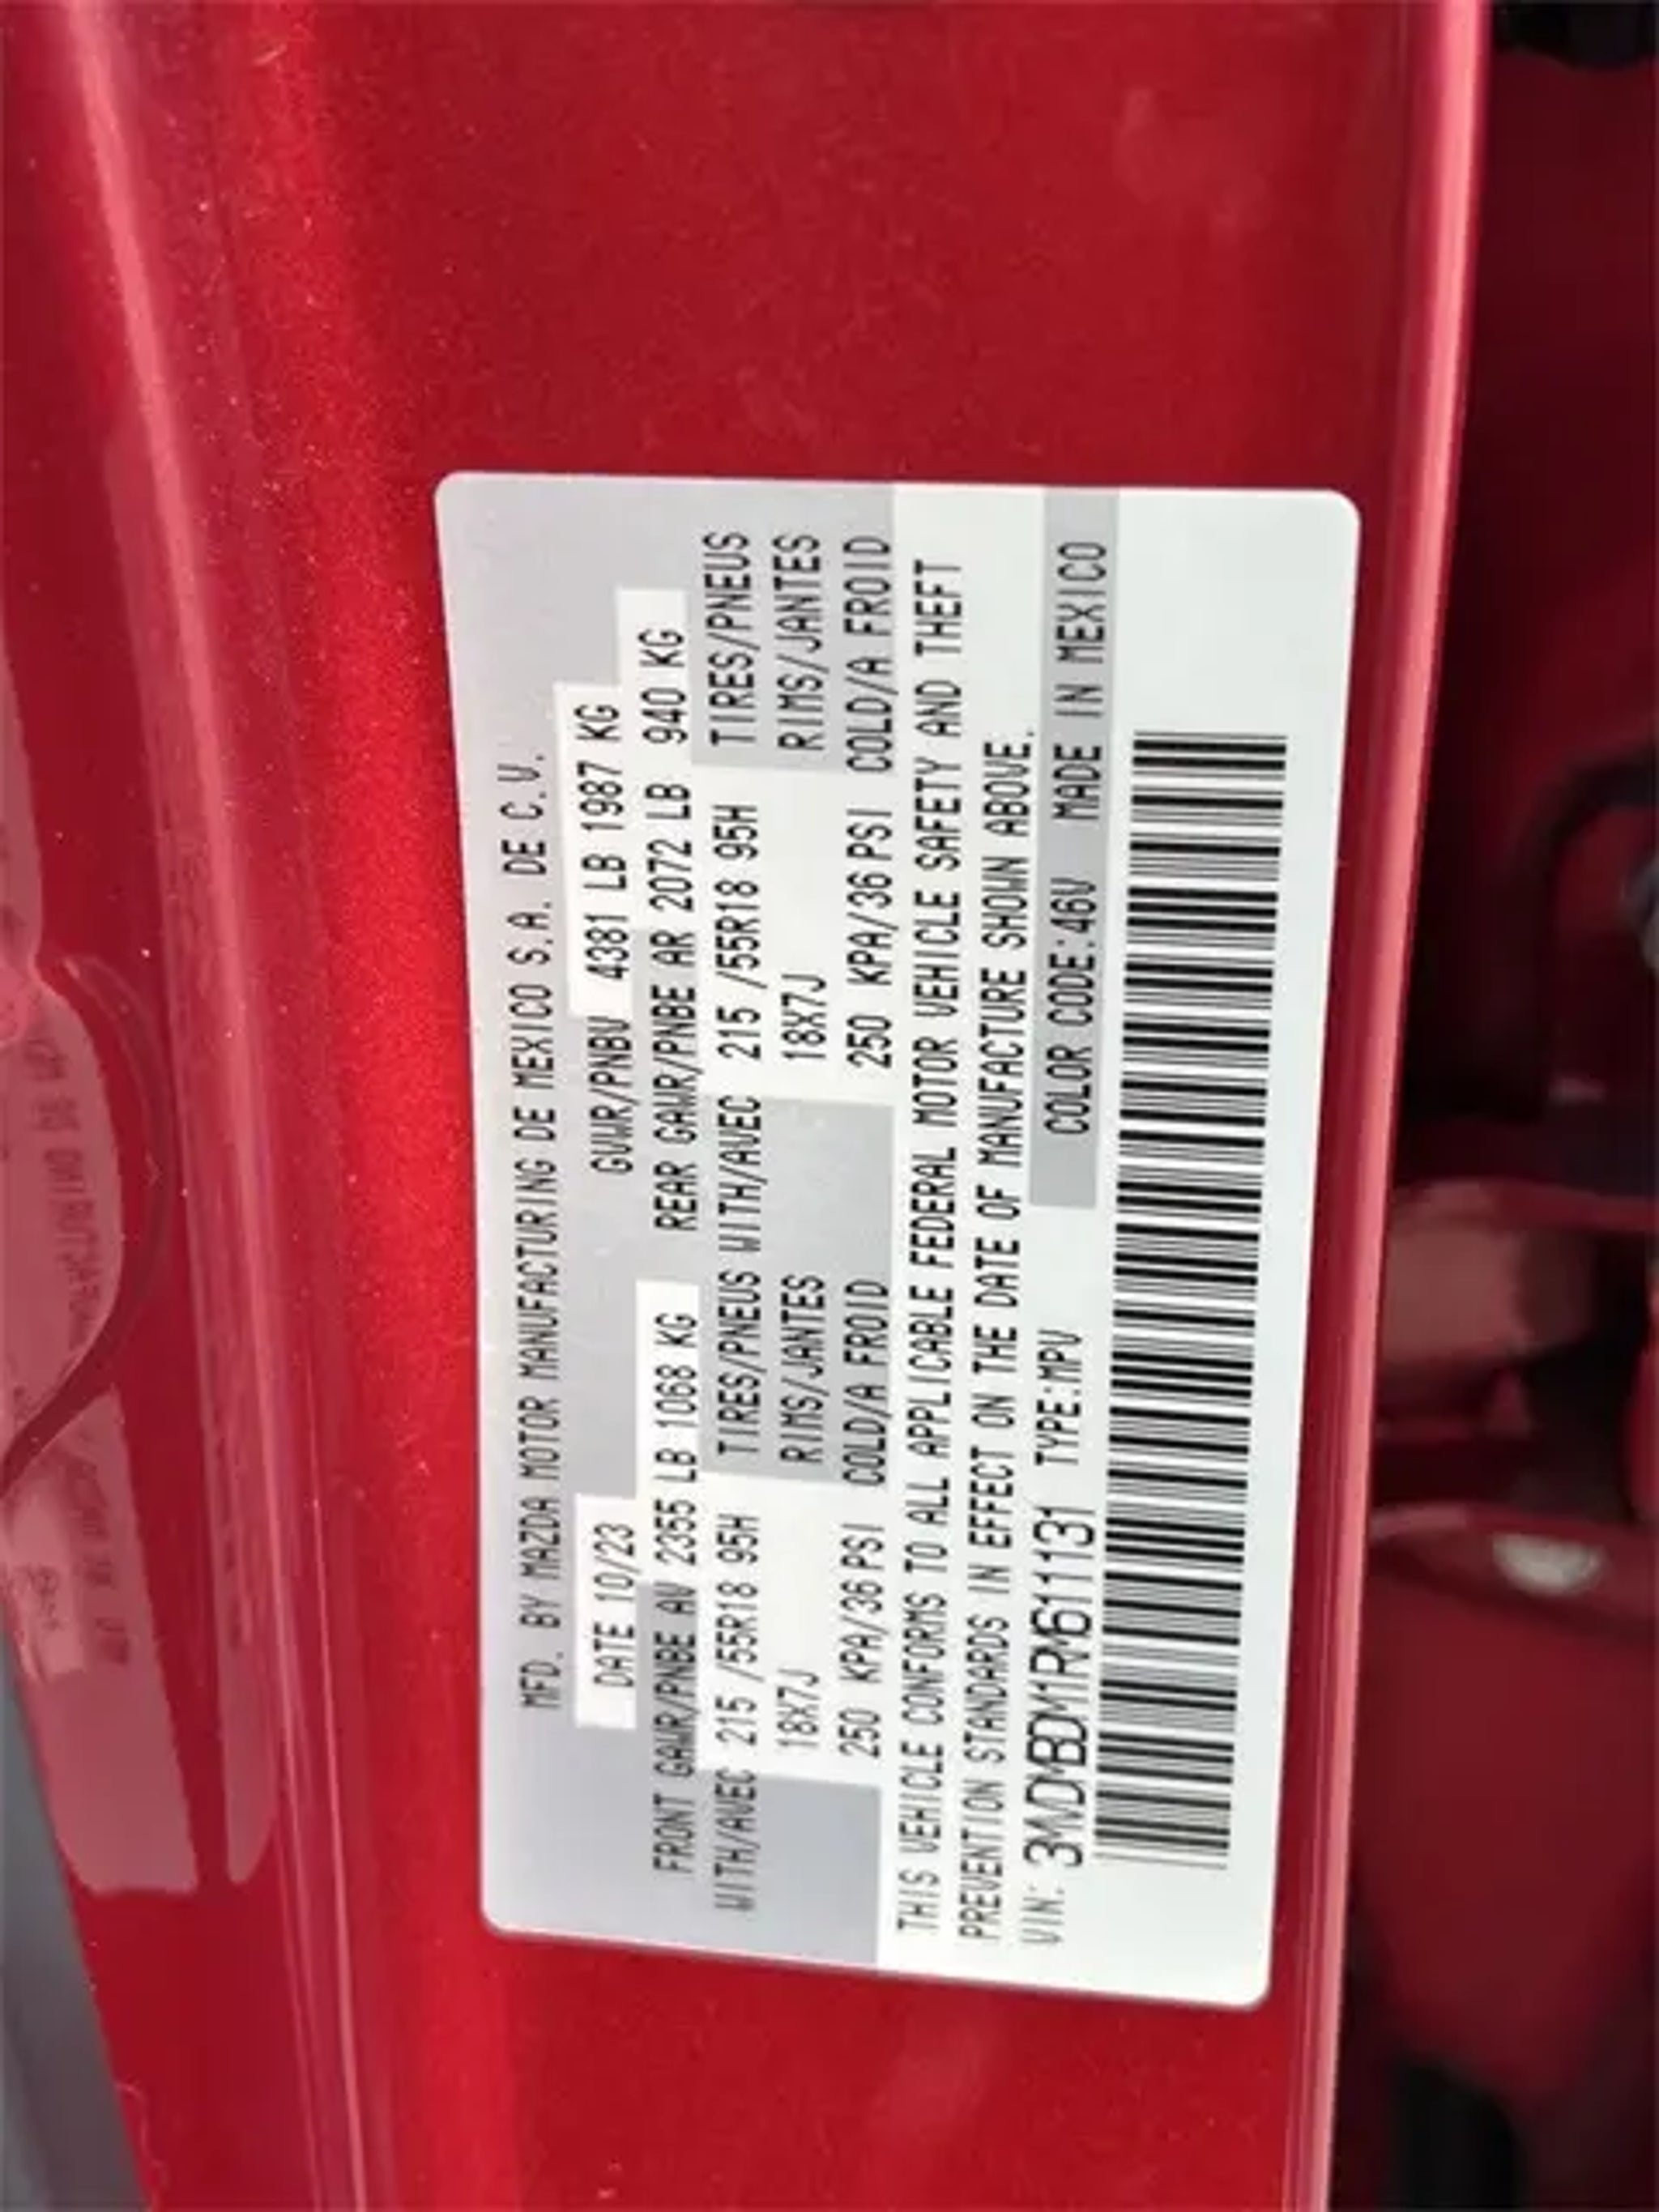 MFD. BY MAZDA MOTOR MANUFACTURING DE MEXICO S.A. DE C.V.
DATE 10/23 GVWR/PNBV 4381 LB 1987 KG
FRONT GAWR/PNBE AV 2355 LB 1068 KG REAR GAWR/PNBE AR 2072 LB 940 KG
WITH/AVEC 215 /55R18 95H TIRES/PNEUS WITH/AVEC 215 /55R18 95H TIRES/PNEUS
18X7J RIMS/JANTES 18X7J RIMS/JANTES
250 KPA/36 PSI COLD/A FROID 250 KPA/36 PSI COLD/A FROID
THIS VEHICLE CONFORMS TO ALL APPLICABLE FEDERAL MOTOR VEHICLE SAFETY AND THEFT
PREVENTION STANDARDS IN EFFECT ON THE DATE OF MANUFACTURE SHOWN ABOVE.
VIN: 3MVDMBDM1RM611131 TYPE:MPV COLOR CODE:46V MADE IN MEXICO